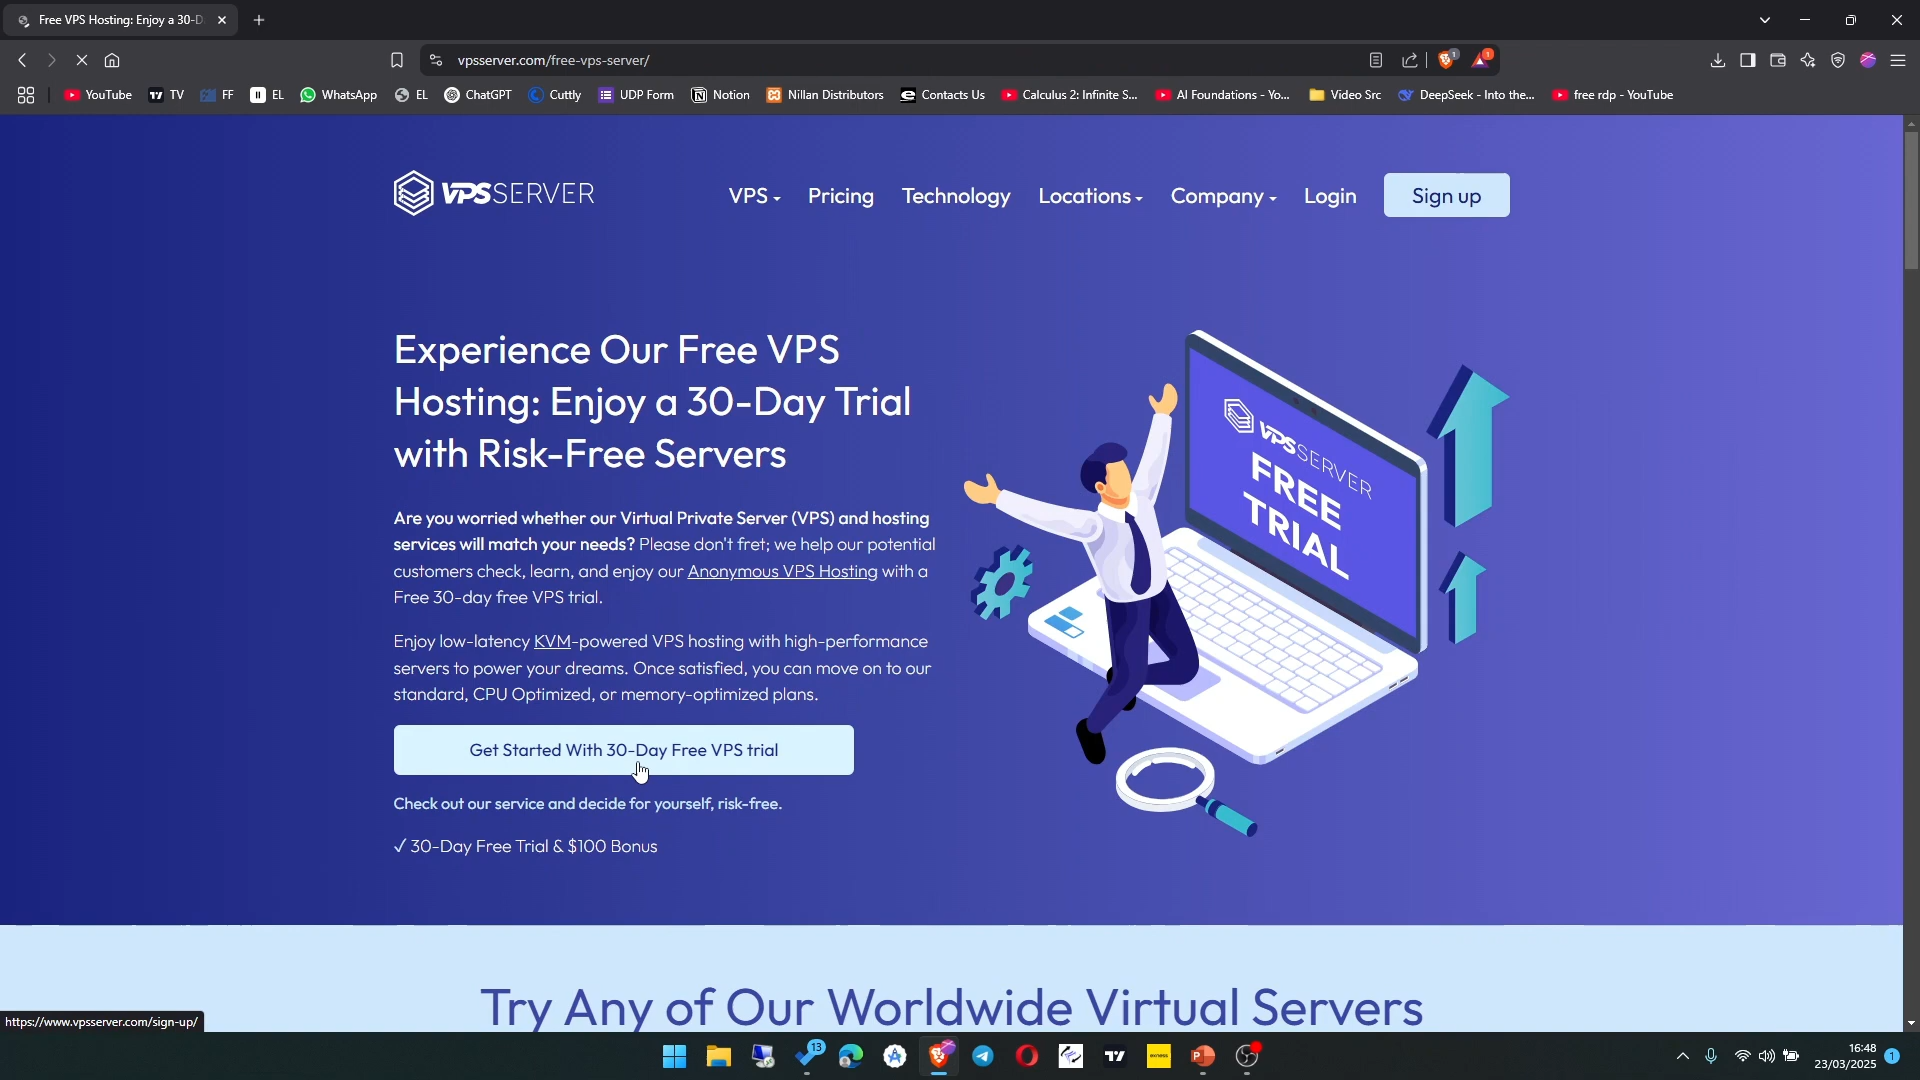 Free VPS Hosting: Enjoy a 30-D
vpsserver.com/free-vps-server/
1
1
YouTube TV FF EL WhatsApp EL ChatGPT Cuttly UDP Form Notion Nillan Distributors Contacts Us Calculus 2: Infinite S... AI Foundations - Yo... Video Src DeepSeek - Into the... free rdp - YouTube
VPSSERVER
VPS Pricing Technology Locations Company Login Sign up
Experience Our Free VPS
Hosting: Enjoy a 30-Day Trial
with Risk-Free Servers
Are you worried whether our Virtual Private Server (VPS) and hosting
services will match your needs? Please don't fret; we help our potential
customers check, learn, and enjoy our Anonymous VPS Hosting with a
Free 30-day free VPS trial.
Enjoy low-latency KVM-powered VPS hosting with high-performance
servers to power your dreams. Once satisfied, you can move on to our
standard, CPU Optimized, or memory-optimized plans.
Get Started With 30-Day Free VPS trial
Check out our service and decide for yourself, risk-free.
✓ 30-Day Free Trial & $100 Bonus
VPSSERVER
FREE
TRIAL
Try Any of Our Worldwide Virtual Servers
https://www.vpsserver.com/sign-up/
13
exness
16:48
23/03/2025
1